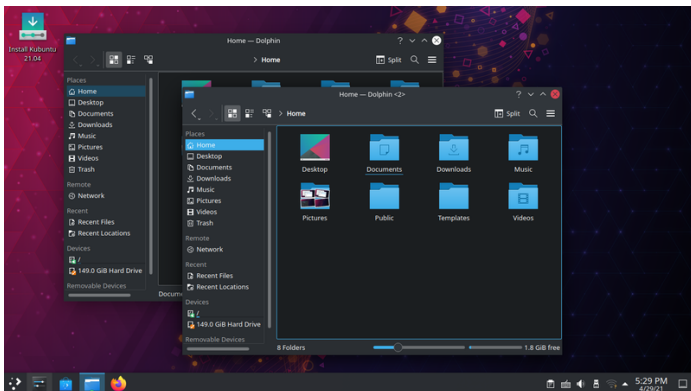 Install Kubuntu
21.04
Home — Dolphin
Home
Split
Places
Home
Desktop
Documents
Downloads
Music
Pictures
Videos
Trash
Remote
Network
Recent
Recent Files
Recent Locations
Devices
/
149.0 GiB Hard Drive
Removable Devices
Docum
Home — Dolphin <2>
Home
Split
Places
Home
Desktop
Documents
Downloads
Music
Pictures
Videos
Trash
Remote
Network
Recent
Recent Files
Recent Locations
Devices
/
149.0 GiB Hard Drive
Removable Devices
Desktop
Documents
Downloads
Music
Pictures
Public
Templates
Videos
8 Folders
1.8 GiB free
5:29 PM
4/29/21